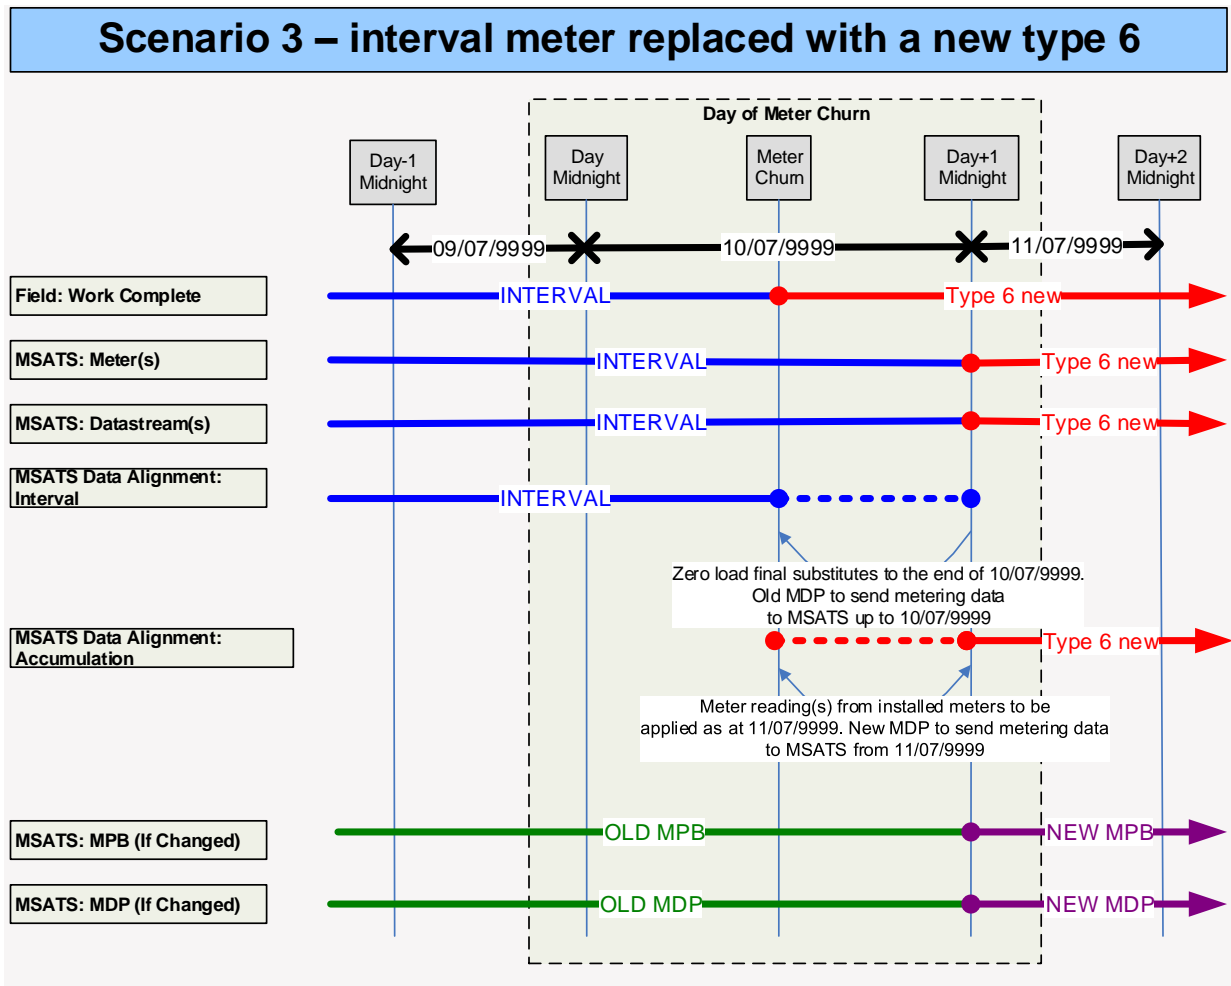 Scenario 3 – interval meter replaced with a new type 6
Day of Meter Churn
Day-1
Midnight
Day
Midnight
Meter
Churn
Day+1
Midnight
Day+2
Midnight
09/07/9999
10/07/9999
11/07/9999
Field: Work Complete
INTERVAL
Type 6 new
MSATS: Meter(s)
INTERVAL
Type 6 new
MSATS: Datastream(s)
INTERVAL
Type 6 new
MSATS Data Alignment:
Interval
INTERVAL
Zero load final substitutes to the end of 10/07/9999.
Old MDP to send metering data
to MSATS up to 10/07/9999
MSATS Data Alignment:
Accumulation
Type 6 new
Meter reading(s) from installed meters to be
applied as at 11/07/9999. New MDP to send metering data
to MSATS from 11/07/9999
MSATS: MPB (If Changed)
OLD MPB
NEW MPB
MSATS: MDP (If Changed)
OLD MDP
NEW MDP